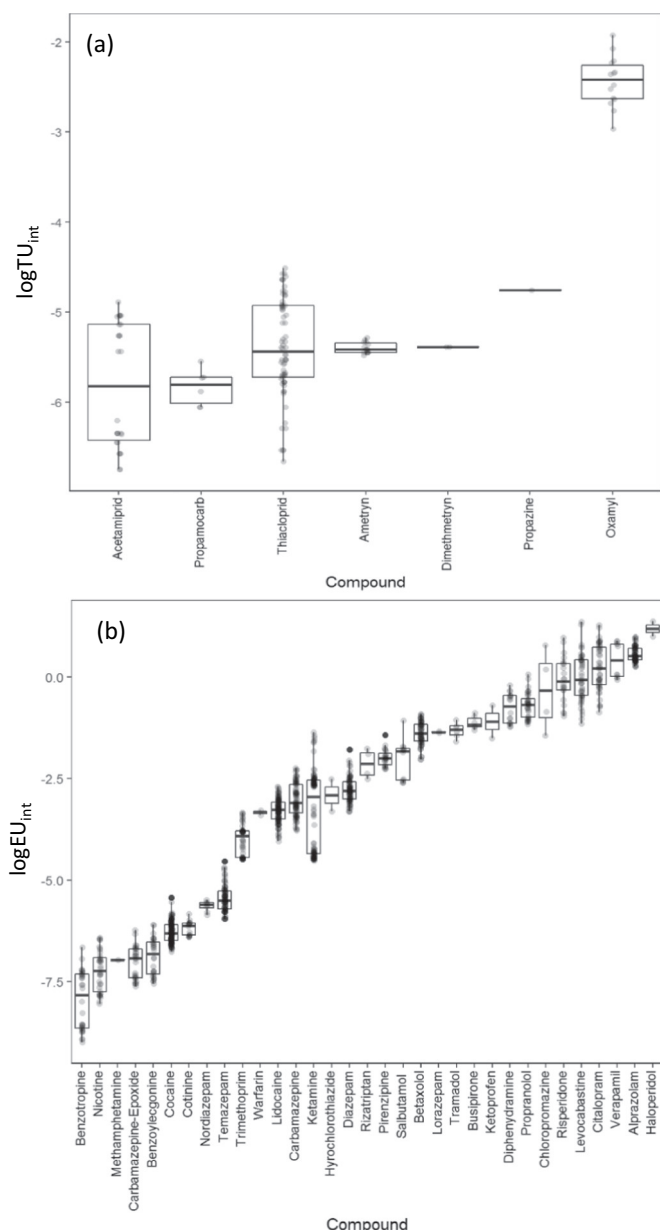 (a)
-2
-3
-4
-5
-6
logTUint
Acetamiprid
Propamocarb
Thiacloprid
Ametryn
Dimethmetryn
Propazine
Oxamyl
Compound
(b)
0.0
-2.5
-5.0
-7.5
logEUint
Benzotropine
Nicotine
Methamphetamine
Carbamazepine-Epoxide
Benzoylecgonine
Cocaine
Cotinine
Nordiazepam
Temazepam
Trimethoprim
Warfarin
Lidocaine
Carbamazepine
Ketamine
Hyrochlorothiazide
Diazepam
Rizatriptan
Pirenzipine
Salbutamol
Betaxolol
Lorazepam
Tramadol
Busipirone
Ketoprofen
Diphenydramine
Propranolol
Chloropromazine
Risperidone
Levocabastine
Citalopram
Verapamil
Alprazolam
Haloperidol
Compound